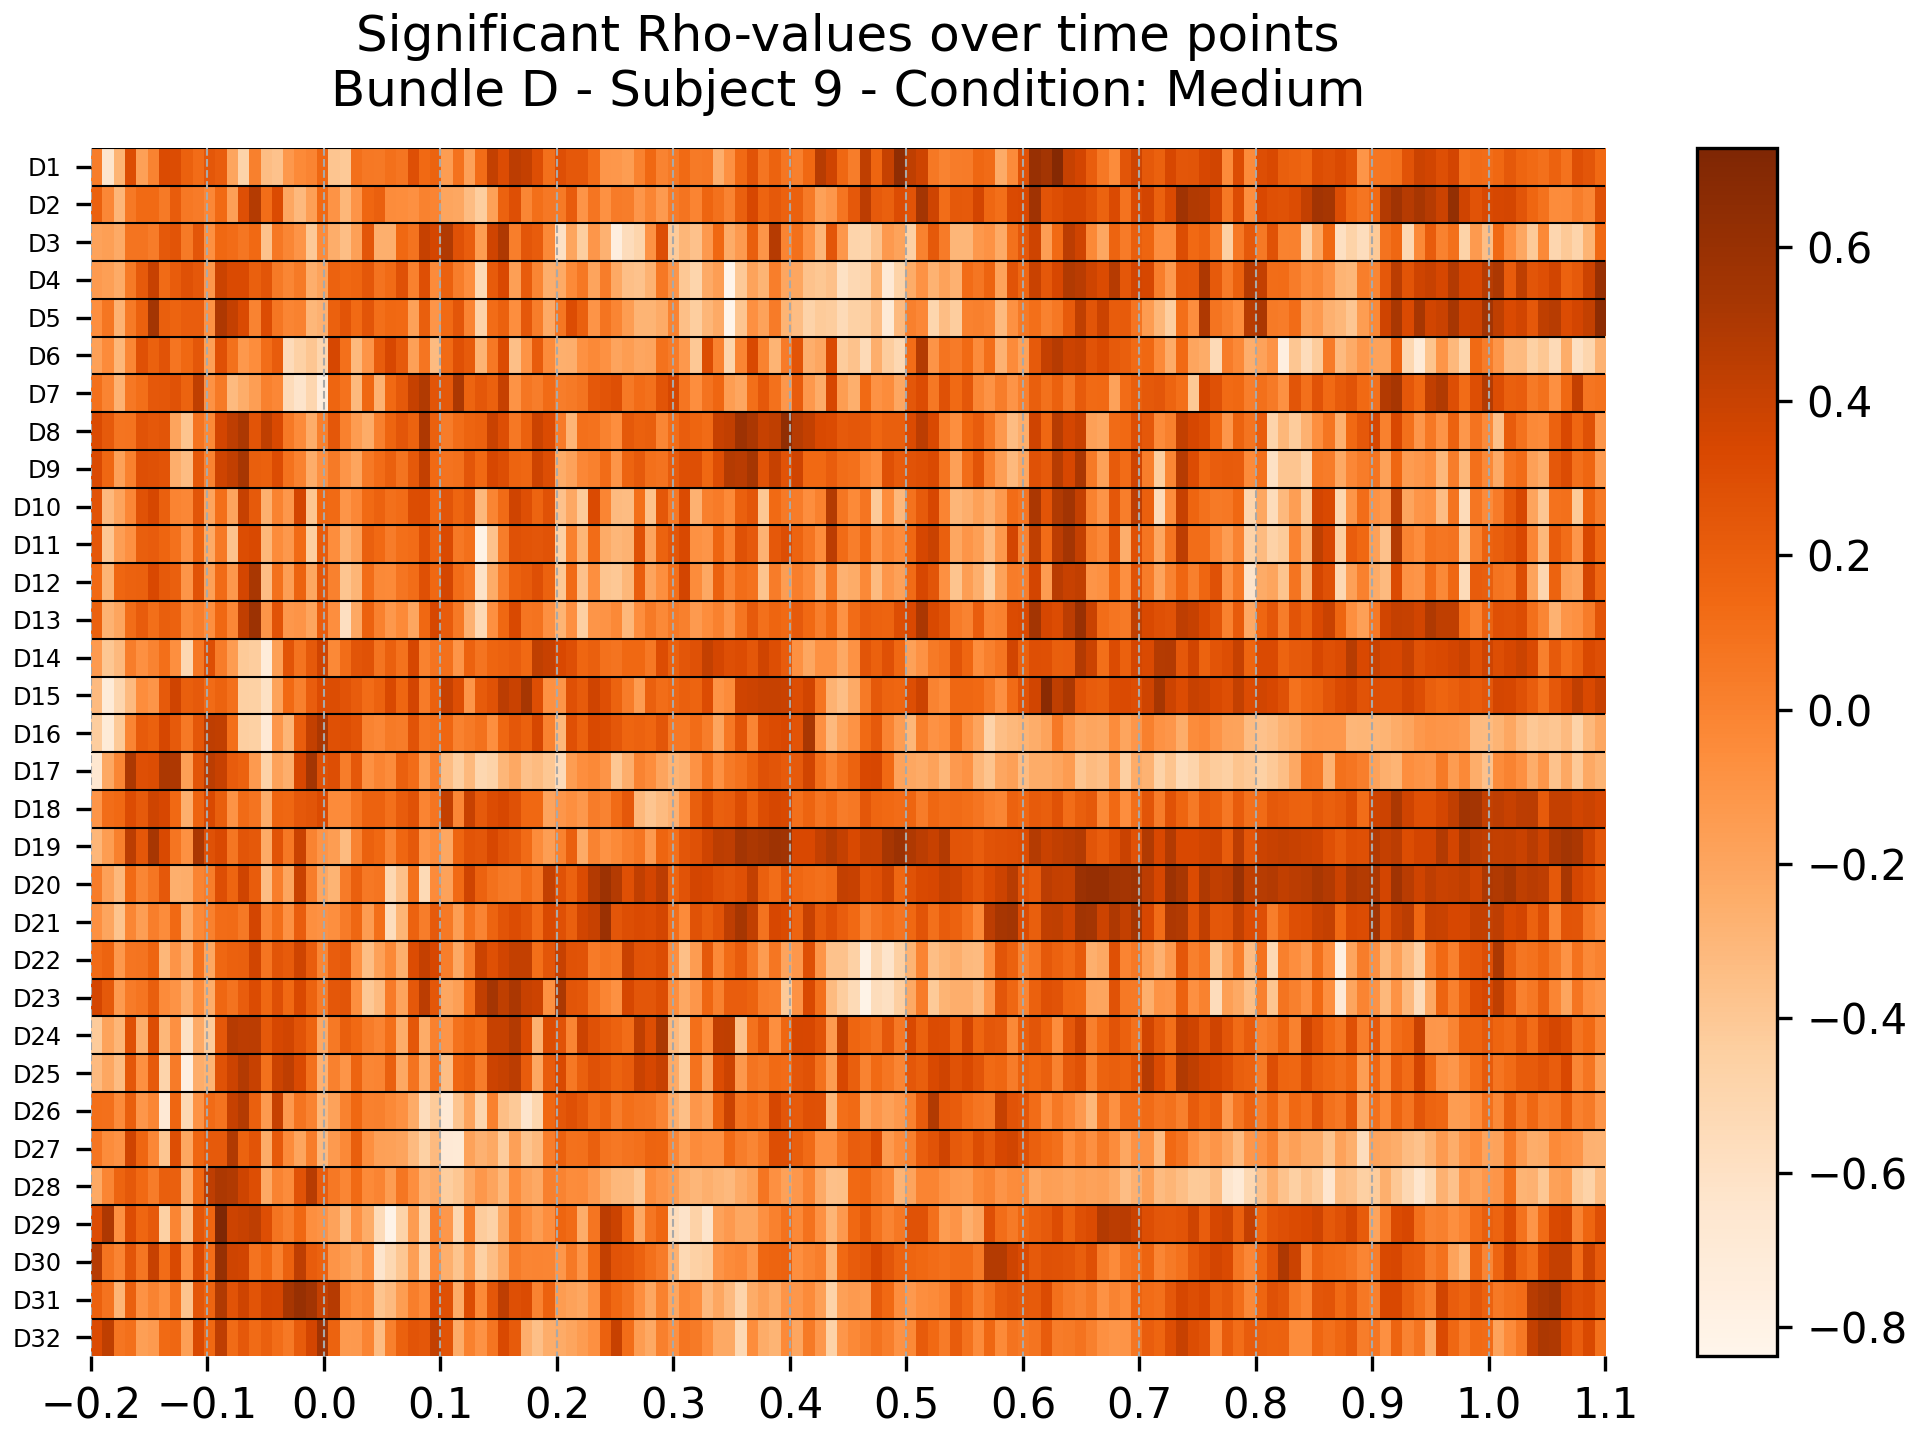 Significant Rho-values over time points
Bundle D - Subject 9 - Condition: Medium
D1
D2
D3
D4
D5
D6
D7
D8
D9
D10
D11
D12
D13
D14
D15
D16
D17
D18
D19
D20
D21
D22
D23
D24
D25
D26
D27
D28
D29
D30
D31
D32
−0.2 −0.1 0.0 0.1 0.2 0.3 0.4 0.5 0.6 0.7 0.8 0.9 1.0 1.1
0.6
0.4
0.2
0.0
−0.2
−0.4
−0.6
−0.8